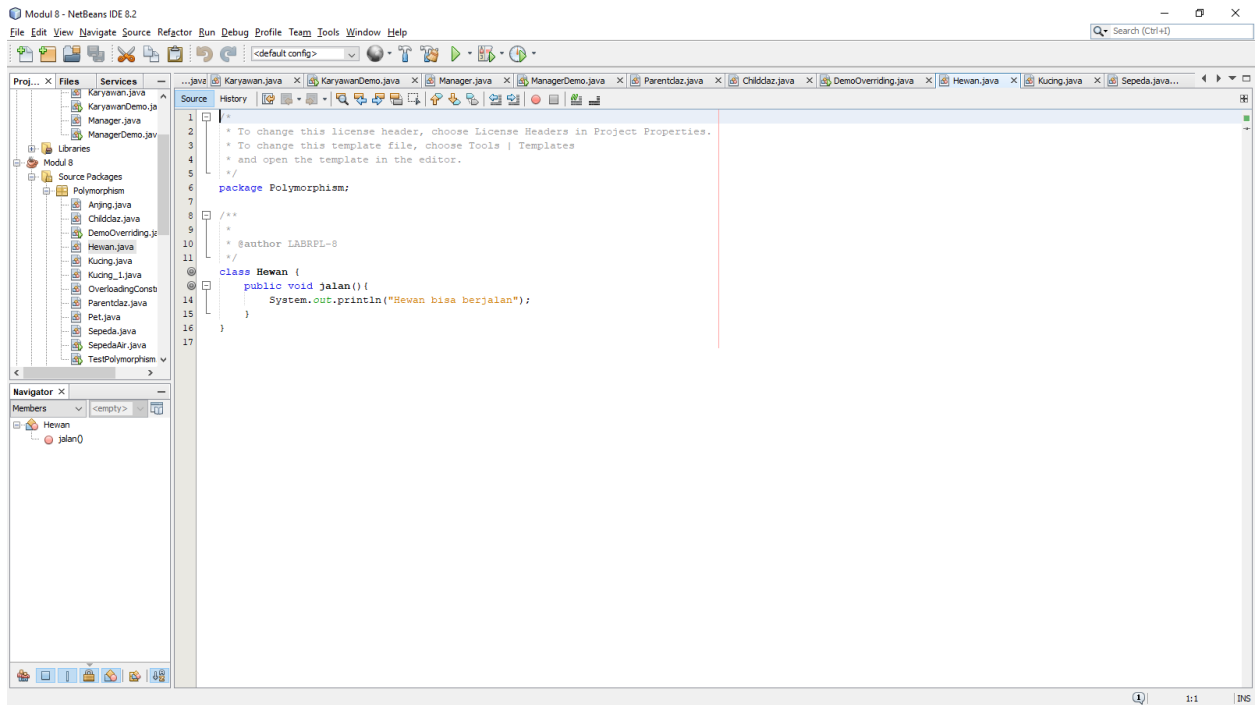 Modul 8 - NetBeans IDE 8.2
File Edit View Navigate Source Refactor Run Debug Profile Team Tools Window Help
Search (Ctrl+I)
<default config>
Proj... Files Services
...java Karyawan.java KaryawanDemo.java Manager.java ManagerDemo.java Parentclaz.java Childclaz.java DemoOverriding.java Hewan.java Kucing.java Sepeda.java...
Source History
Karyawan.java
KaryawanDemo.ja
Manager.java
ManagerDemo.jav
Libraries
Modul 8
Source Packages
Polymorphism
Anjing.java
Childclaz.java
DemoOverriding.ja
Hewan.java
Kucing.java
Kucing_1.java
OverloadingConstr
Parentclaz.java
Pet.java
Sepeda.java
SepedaAir.java
TestPolymorphism
Navigator
Members <empty>
Hewan
jalan()
1 /*
2 * To change this license header, choose License Headers in Project Properties.
3 * To change this template file, choose Tools | Templates
4 * and open the template in the editor.
5 */
6 package Polymorphism;
7
8 /**
9 *
10 * @author LABRPL-8
11 */
class Hewan {
public void jalan(){
14 System.out.println("Hewan bisa berjalan");
15 }
16 }
17
1 1:1 INS